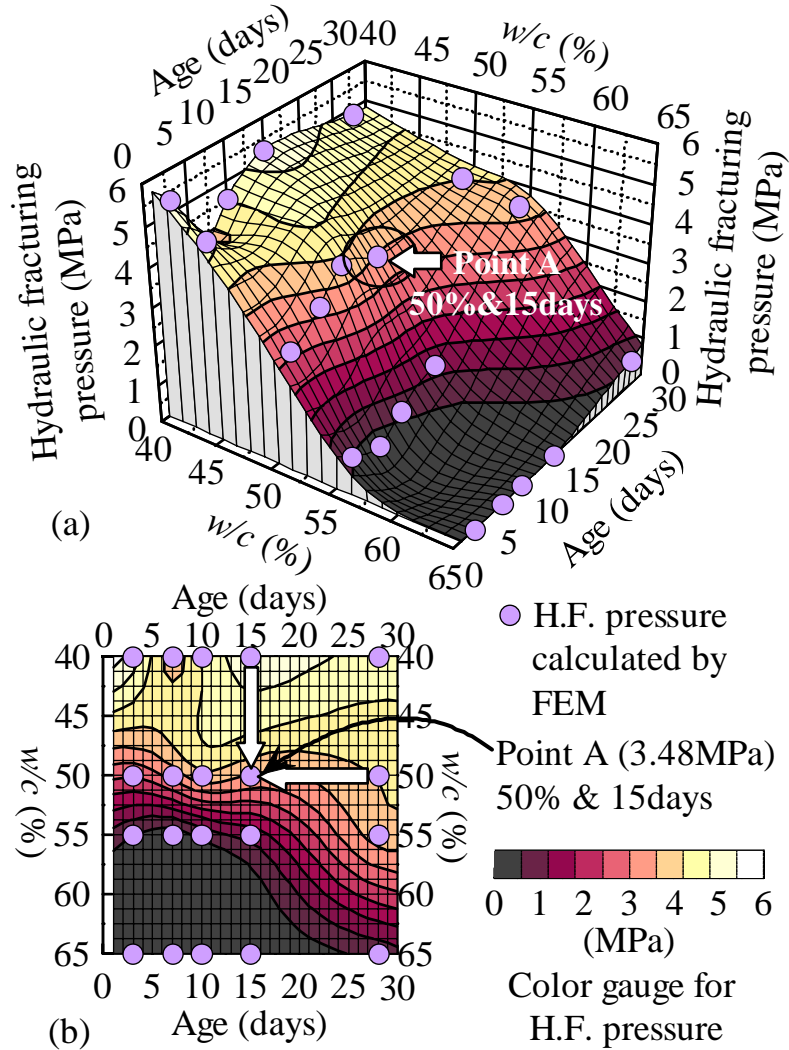 Age (days)
0 5 10 15 20 25 30
w/c (%)
40 45 50 55 60 65
Hydraulic fracturing
pressure (MPa)
6
5
4
3
2
1
0
Hydraulic fracturing
pressure (MPa)
6
5
4
3
2
1
0
Point A
50%&15days
40 45 50 55 60 65
w/c (%)
0 5 10 15 20 25 30
Age (days)
(a)
Age (days)
0 5 10 15 20 25 30
40
45
50
55
60
65
w/c (%)
40
45
50
55
60
65
w/c (%)
0 5 10 15 20 25 30
Age (days)
(b)
H.F. pressure
calculated by
FEM
Point A (3.48MPa)
50% & 15days
0 1 2 3 4 5 6
(MPa)
Color gauge for
H.F. pressure